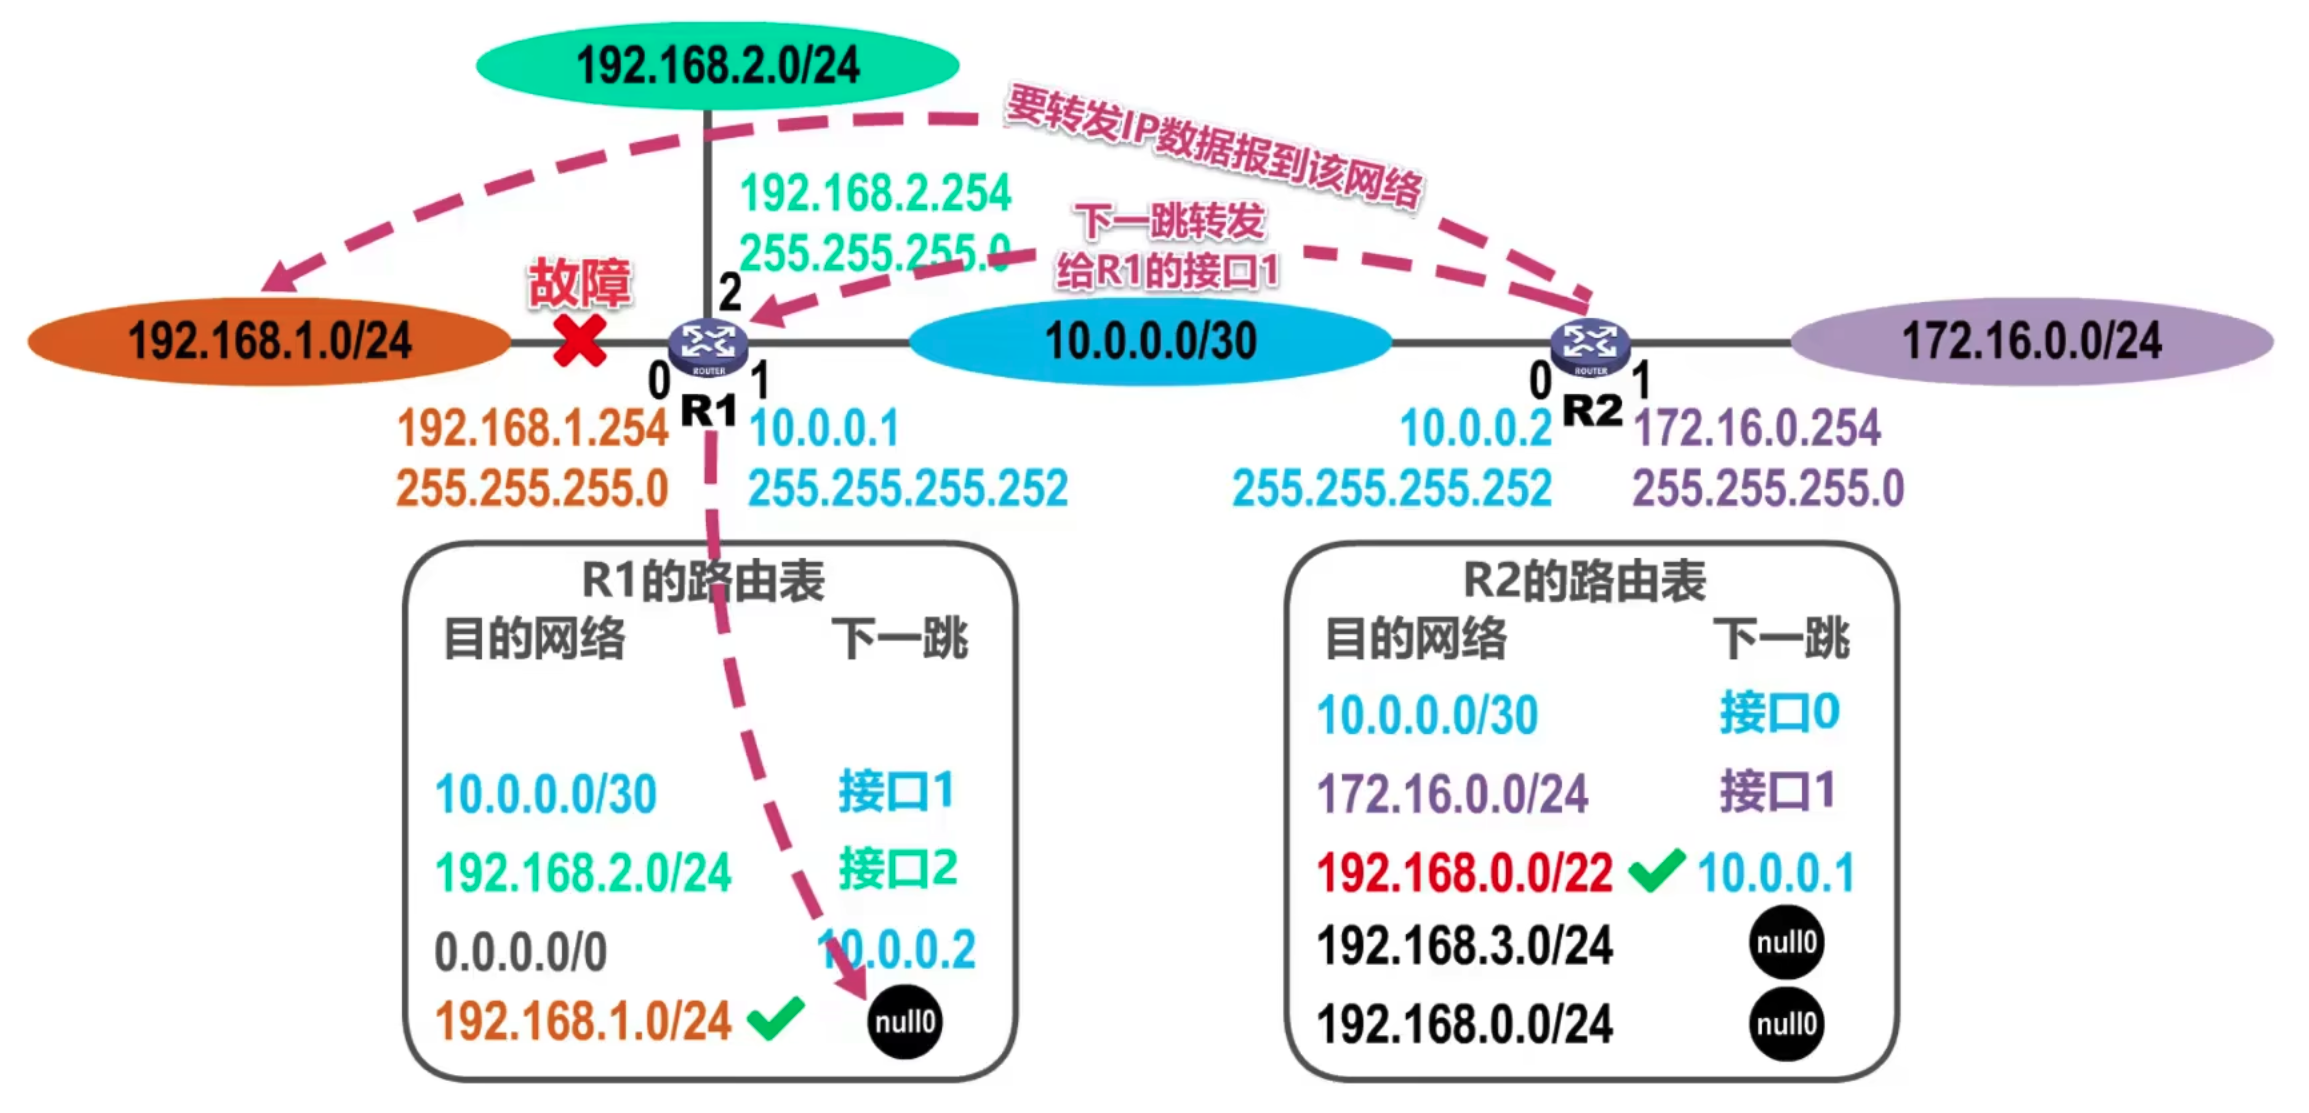 192.168.2.0/24
要转发IP数据报到该网络
192.168.2.254
255.255.255.0
下一跳转发
给R1的接口1
故障
2
192.168.1.0/24
ROUTER
10.0.0.0/30
ROUTER
172.16.0.0/24
0
1
0
1
R1
R2
192.168.1.254
255.255.255.0
10.0.0.1
255.255.255.252
10.0.0.2
255.255.255.252
172.16.0.254
255.255.255.0
R1的路由表
目的网络 下一跳
10.0.0.0/30 接口1
192.168.2.0/24 接口2
0.0.0.0/0 10.0.0.2
192.168.1.0/24 null0
R2的路由表
目的网络 下一跳
10.0.0.0/30 接口0
172.16.0.0/24 接口1
192.168.0.0/22 10.0.0.1
192.168.3.0/24 null0
192.168.0.0/24 null0